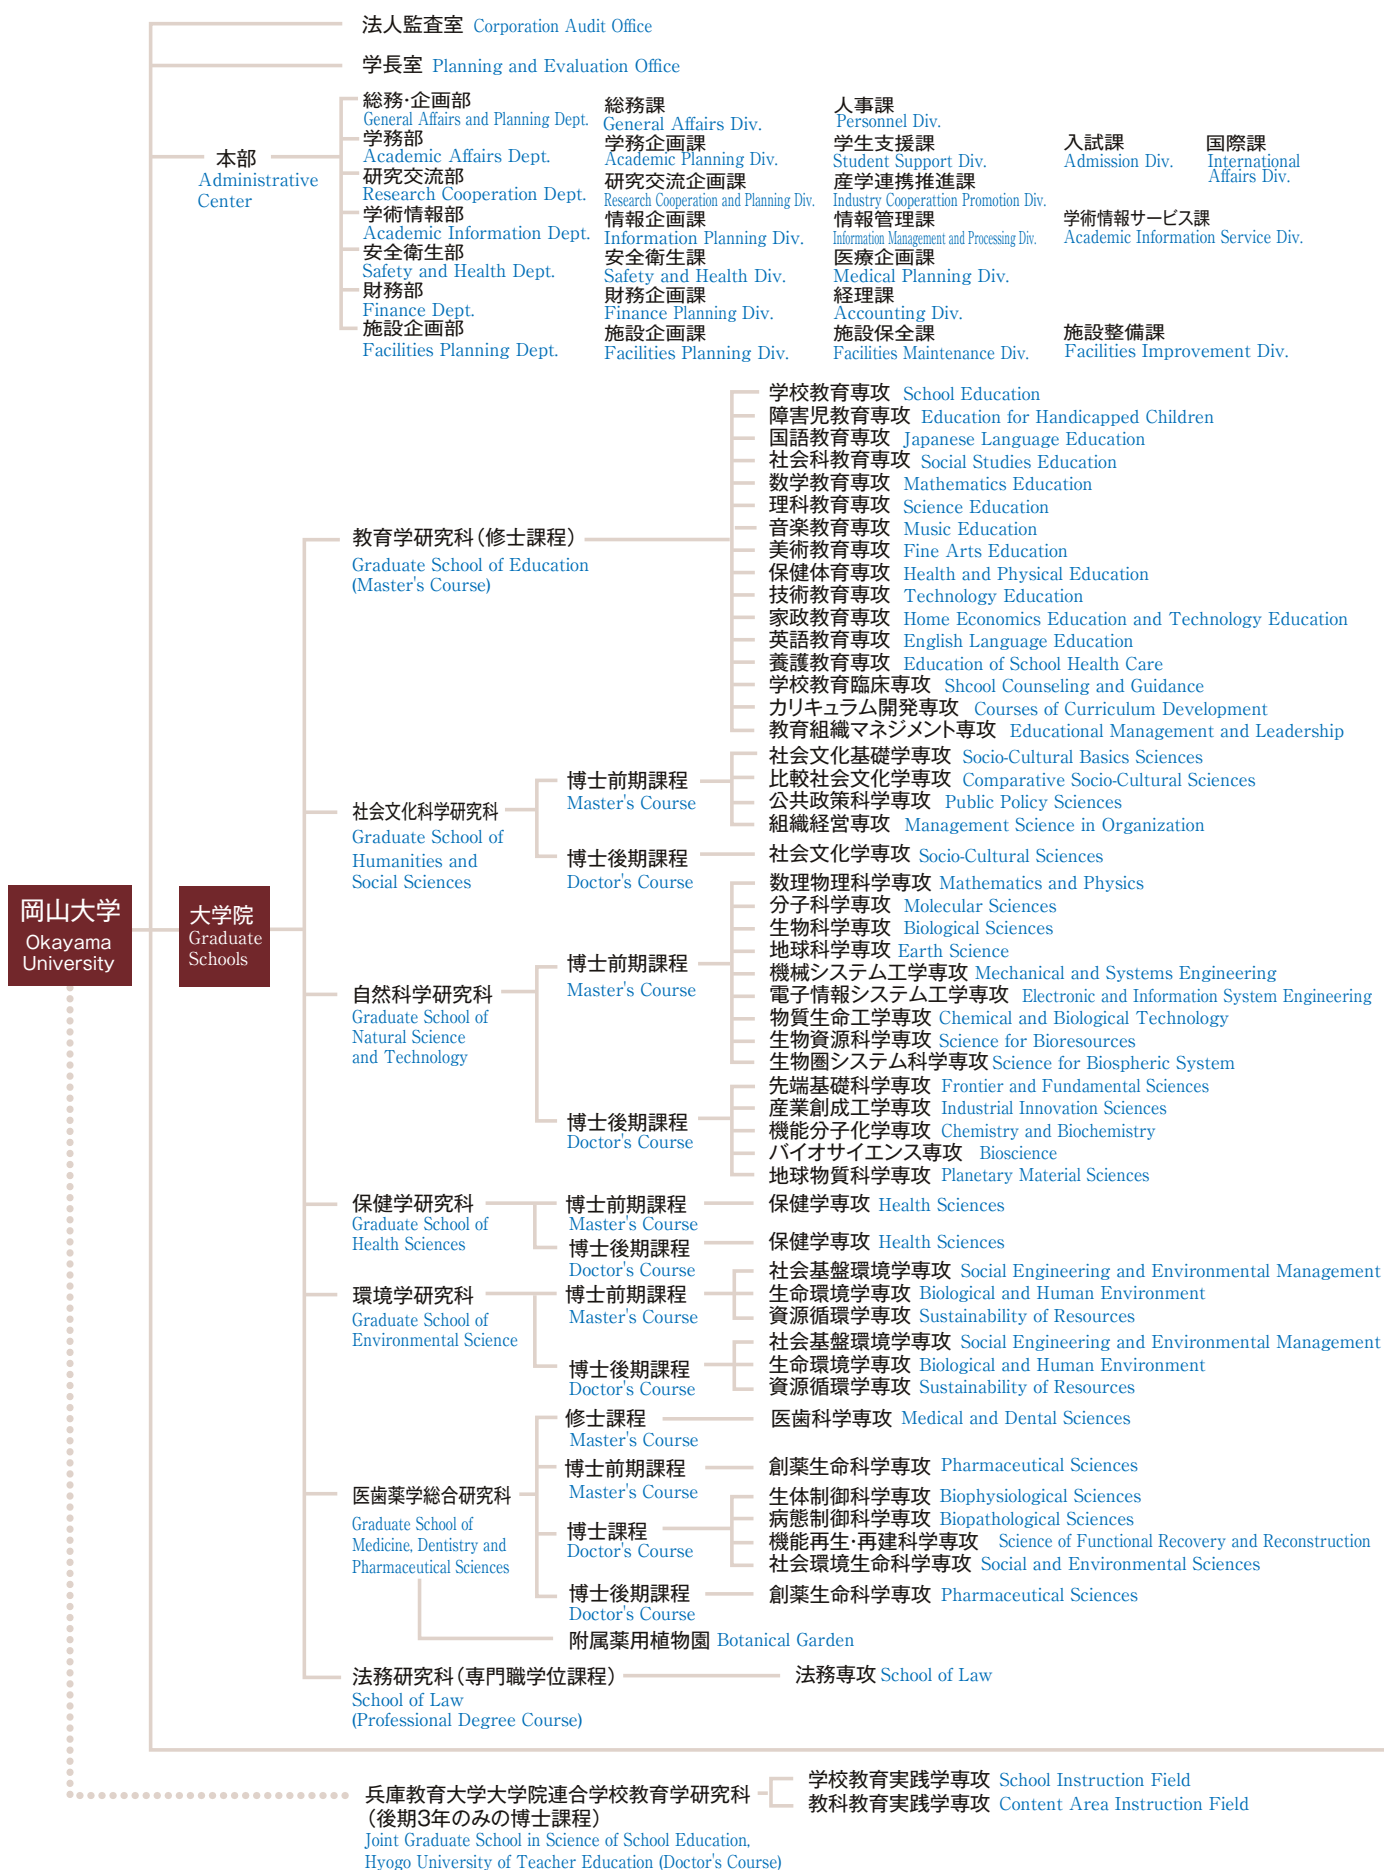 法人監査室 Corporation Audit Office
学長室 Planning and Evaluation Office
本部
Administrative
Center
総務・企画部 総務課 人事課
General Affairs and Planning Dept. General Affairs Div. Personnel Div.
学務部 学務企画課 学生支援課 入試課 国際課
Academic Affairs Dept. Academic Planning Div. Student Support Div. Admission Div. International
Affairs Div.
研究交流部 研究交流企画課 産学連携推進課
Research Cooperation Dept. Research Cooperation and Planning Div. Industry Cooperattion Promotion Div.
学術情報部 情報企画課 情報管理課 学術情報サービス課
Academic Information Dept. Information Planning Div. Information Management and Processing Div. Academic Information Service Div.
安全衛生部 安全衛生課 医療企画課
Safety and Health Dept. Safety and Health Div. Medical Planning Div.
財務部 財務企画課 経理課
Finance Dept. Finance Planning Div. Accounting Div.
施設企画部 施設企画課 施設保全課 施設整備課
Facilities Planning Dept. Facilities Planning Div. Facilities Maintenance Div. Facilities Improvement Div.
岡山大学
Okayama
University
大学院
Graduate
Schools
教育学研究科（修士課程）
Graduate School of Education
(Master's Course)
学校教育専攻 School Education
障害児教育専攻 Education for Handicapped Children
国語教育専攻 Japanese Language Education
社会科教育専攻 Social Studies Education
数学教育専攻 Mathematics Education
理科教育専攻 Science Education
音楽教育専攻 Music Education
美術教育専攻 Fine Arts Education
保健体育専攻 Health and Physical Education
技術教育専攻 Technology Education
家政教育専攻 Home Economics Education and Technology Education
英語教育専攻 English Language Education
養護教育専攻 Education of School Health Care
学校教育臨床専攻 Shcool Counseling and Guidance
カリキュラム開発専攻 Courses of Curriculum Development
教育組織マネジメント専攻 Educational Management and Leadership
社会文化科学研究科
Graduate School of
Humanities and
Social Sciences
博士前期課程
Master's Course
社会文化基礎学専攻 Socio-Cultural Basics Sciences
比較社会文化学専攻 Comparative Socio-Cultural Sciences
公共政策科学専攻 Public Policy Sciences
組織経営専攻 Management Science in Organization
博士後期課程
Doctor's Course
社会文化学専攻 Socio-Cultural Sciences
自然科学研究科
Graduate School of
Natural Science
and Technology
博士前期課程
Master's Course
数理物理科学専攻 Mathematics and Physics
分子科学専攻 Molecular Sciences
生物科学専攻 Biological Sciences
地球科学専攻 Earth Science
機械システム工学専攻 Mechanical and Systems Engineering
電子情報システム工学専攻 Electronic and Information System Engineering
物質生命工学専攻 Chemical and Biological Technology
生物資源科学専攻 Science for Bioresources
生物圏システム科学専攻 Science for Biospheric System
博士後期課程
Doctor's Course
先端基礎科学専攻 Frontier and Fundamental Sciences
産業創成工学専攻 Industrial Innovation Sciences
機能分子化学専攻 Chemistry and Biochemistry
バイオサイエンス専攻 Bioscience
地球物質科学専攻 Planetary Material Sciences
保健学研究科
Graduate School of
Health Sciences
博士前期課程
Master's Course
保健学専攻 Health Sciences
博士後期課程
Doctor's Course
保健学専攻 Health Sciences
環境学研究科
Graduate School of
Environmental Science
博士前期課程
Master's Course
社会基盤環境学専攻 Social Engineering and Environmental Management
生命環境学専攻 Biological and Human Environment
資源循環学専攻 Sustainability of Resources
博士後期課程
Doctor's Course
社会基盤環境学専攻 Social Engineering and Environmental Management
生命環境学専攻 Biological and Human Environment
資源循環学専攻 Sustainability of Resources
医歯薬学総合研究科
Graduate School of
Medicine, Dentistry and
Pharmaceutical Sciences
修士課程
Master's Course
医歯科学専攻 Medical and Dental Sciences
博士前期課程
Master's Course
創薬生命科学専攻 Pharmaceutical Sciences
博士課程
Doctor's Course
生体制御科学専攻 Biophysiological Sciences
病態制御科学専攻 Biopathological Sciences
機能再生・再建科学専攻 Science of Functional Recovery and Reconstruction
社会環境生命科学専攻 Social and Environmental Sciences
博士後期課程
Doctor's Course
創薬生命科学専攻 Pharmaceutical Sciences
附属薬用植物園 Botanical Garden
法務研究科（専門職学位課程）
School of Law
(Professional Degree Course)
法務専攻 School of Law
兵庫教育大学大学院連合学校教育学研究科
（後期3年のみの博士課程）
Joint Graduate School in Science of School Education,
Hyogo University of Teacher Education (Doctor's Course)
学校教育実践学専攻 School Instruction Field
教科教育実践学専攻 Content Area Instruction Field